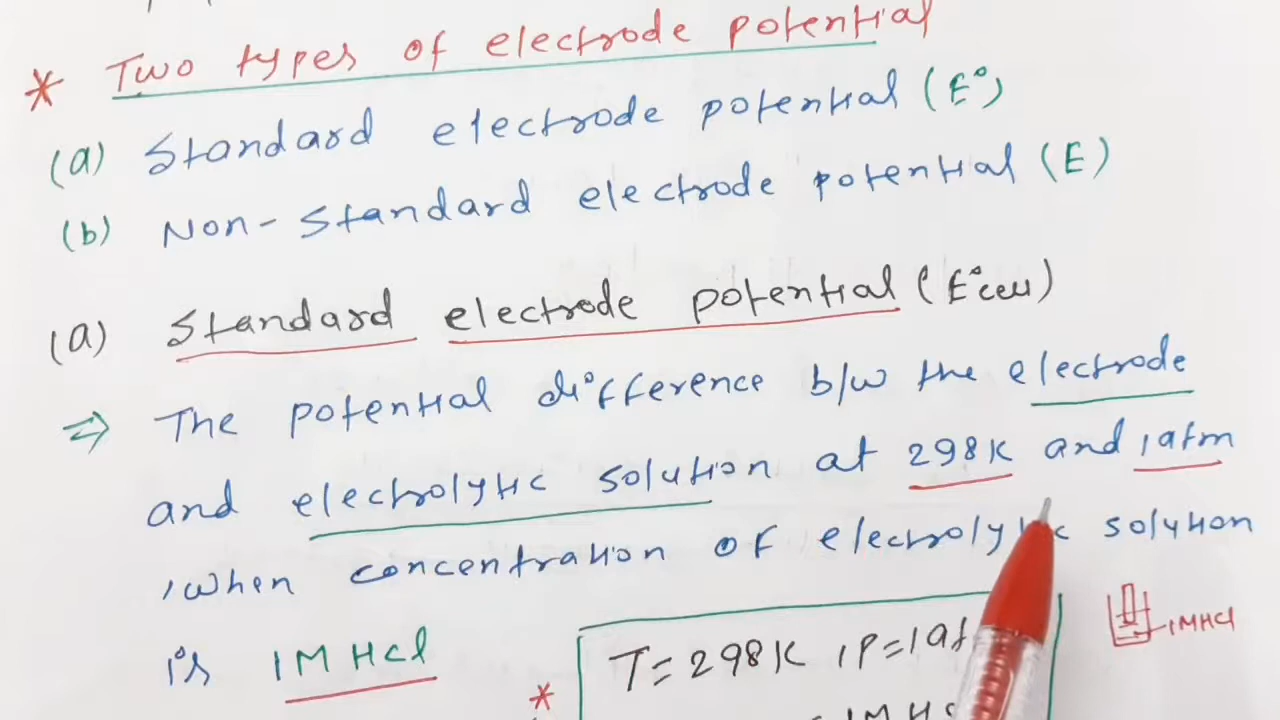 * Two types of electrode potential
(a) Standard electrode potential (E°)
(b) Non-Standard electrode potential (E)
(a) Standard electrode potential (E°cell)
⇒ The potential difference b/w the electrode
and electrolytic solution at 298K and 1atm
, when concentration of electrolytic solution
is 1M HCl
1MHCl
* T=298K , P=1at
1M HC